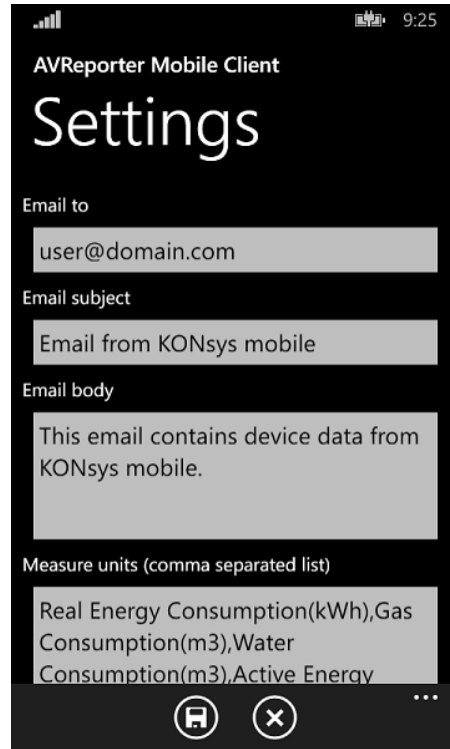 9:25
AVReporter Mobile Client
Settings
Email to
user@domain.com
Email subject
Email from KONsys mobile
Email body
This email contains device data from
KONsys mobile.
Measure units (comma separated list)
Real Energy Consumption(kWh),Gas
Consumption(m3),Water
Consumption(m3),Active Energy